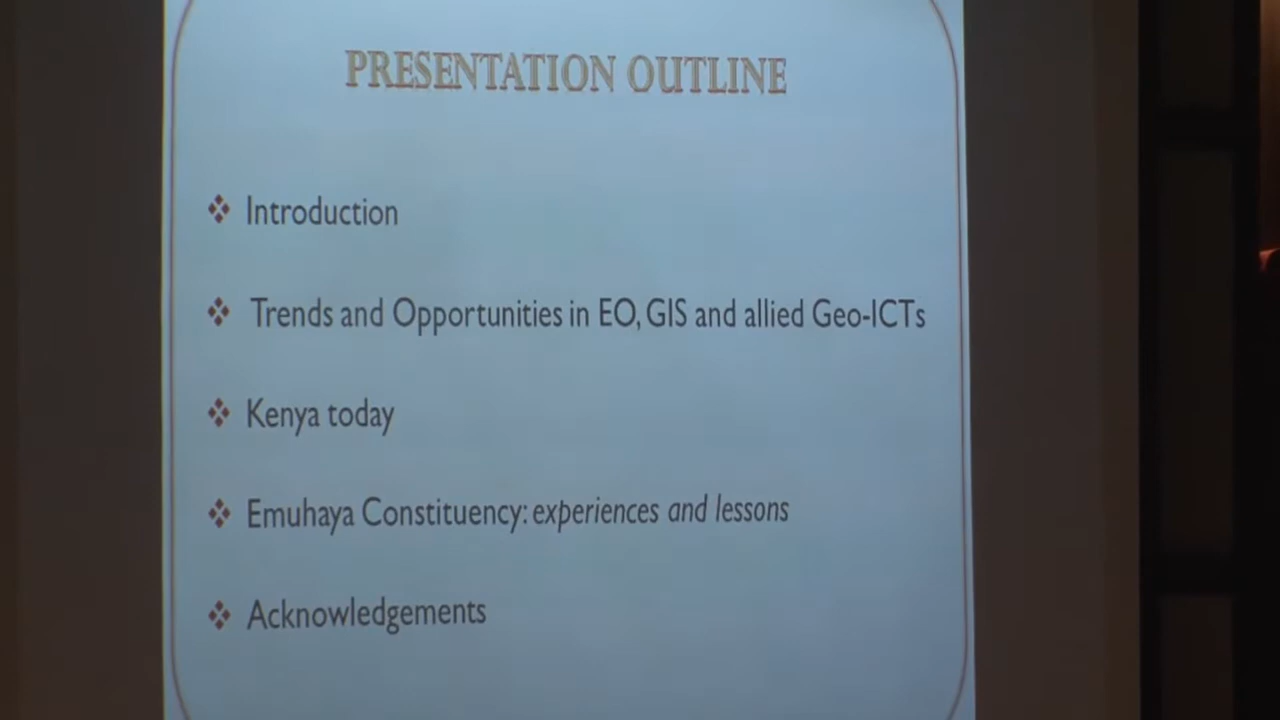 PRESENTATION OUTLINE
Introduction
Trends and Opportunities in EO, GIS and allied Geo-ICTs
Kenya today
Emuhaya Constituency: experiences and lessons
Acknowledgements